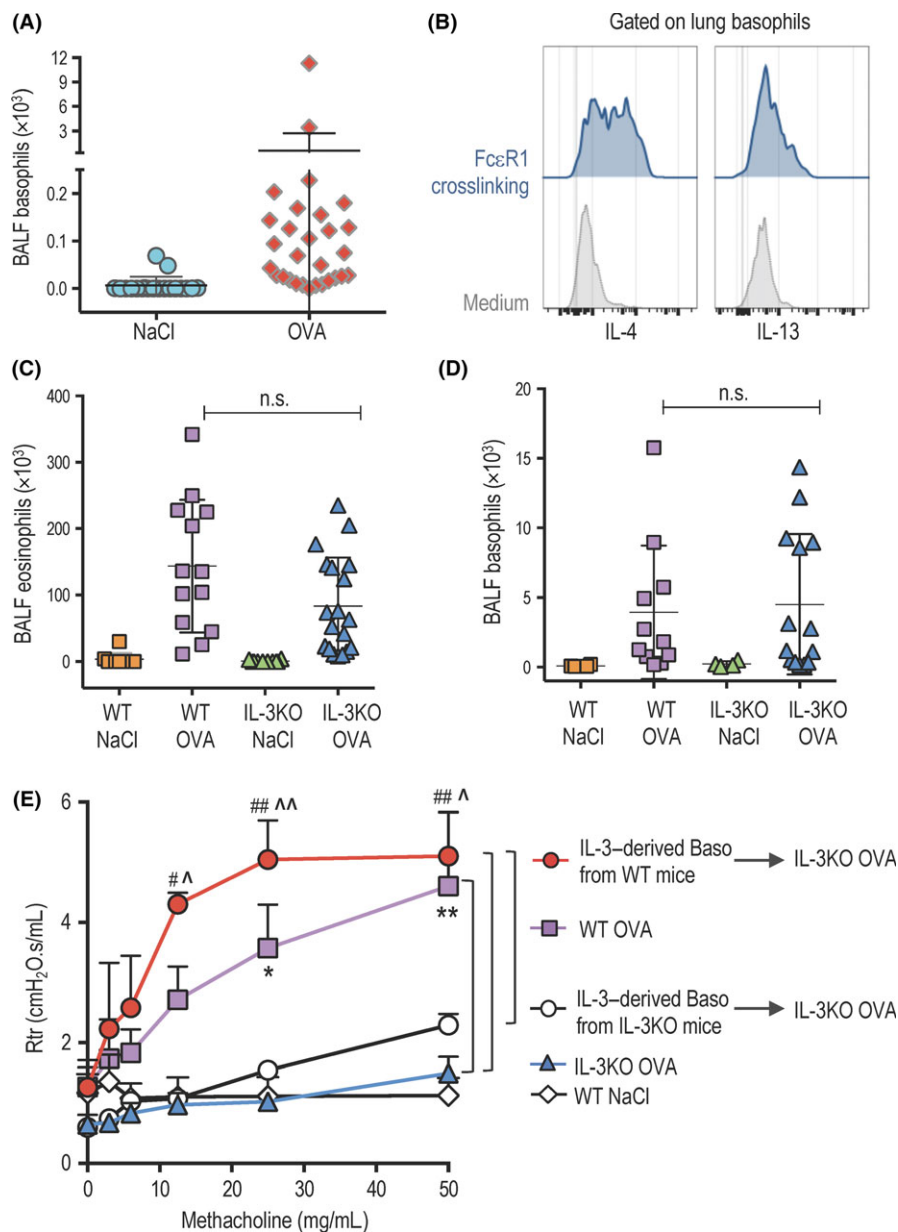 (A)
BALF basophils (×10³)
12
9
6
3
0.2
0.1
0.0
NaCl
OVA
(B)
Gated on lung basophils
FcεR1
crosslinking
Medium
IL-4
IL-13
(C)
BALF eosinophils (×10³)
400
300
200
100
0
n.s.
WT
NaCl
WT
OVA
IL-3KO
NaCl
IL-3KO
OVA
(D)
BALF basophils (×10³)
20
15
10
5
0
n.s.
WT
NaCl
WT
OVA
IL-3KO
NaCl
IL-3KO
OVA
(E)
Rtr (cmH₂O.s/mL)
6
4
2
0
# ^
## ^^
## ^
*
**
0
10
20
30
40
50
Methacholine (mg/mL)
IL-3–derived Baso
from WT mice
IL-3KO OVA
WT OVA
IL-3–derived Baso
from IL-3KO mice
IL-3KO OVA
IL-3KO OVA
WT NaCl